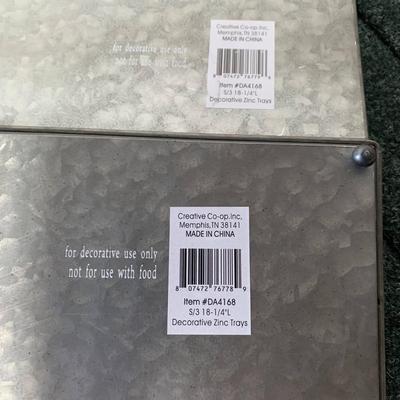 for decorative use only
not for use with food
Creative Co-op.Inc,
Memphis,TN 38141
MADE IN CHINA
8 07472 76778 9
Item #DA4168
S/3 18-1/4"L
Decorative Zinc Trays
for decorative use only
not for use with food
Creative Co-op.Inc,
Memphis,TN 38141
MADE IN CHINA
8 07472 76778 9
Item #DA4168
S/3 18-1/4"L
Decorative Zinc Trays